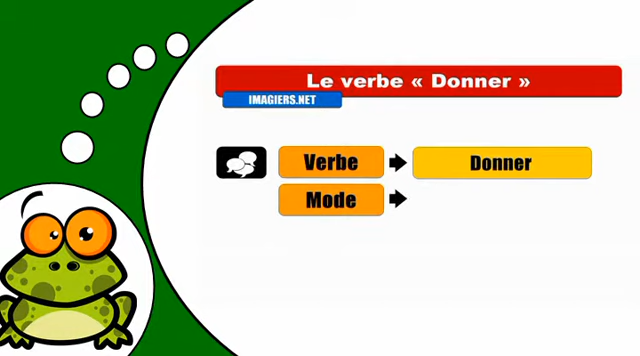 Le verbe « Donner »
IMAGIERS.NET
Verbe
Donner
Mode